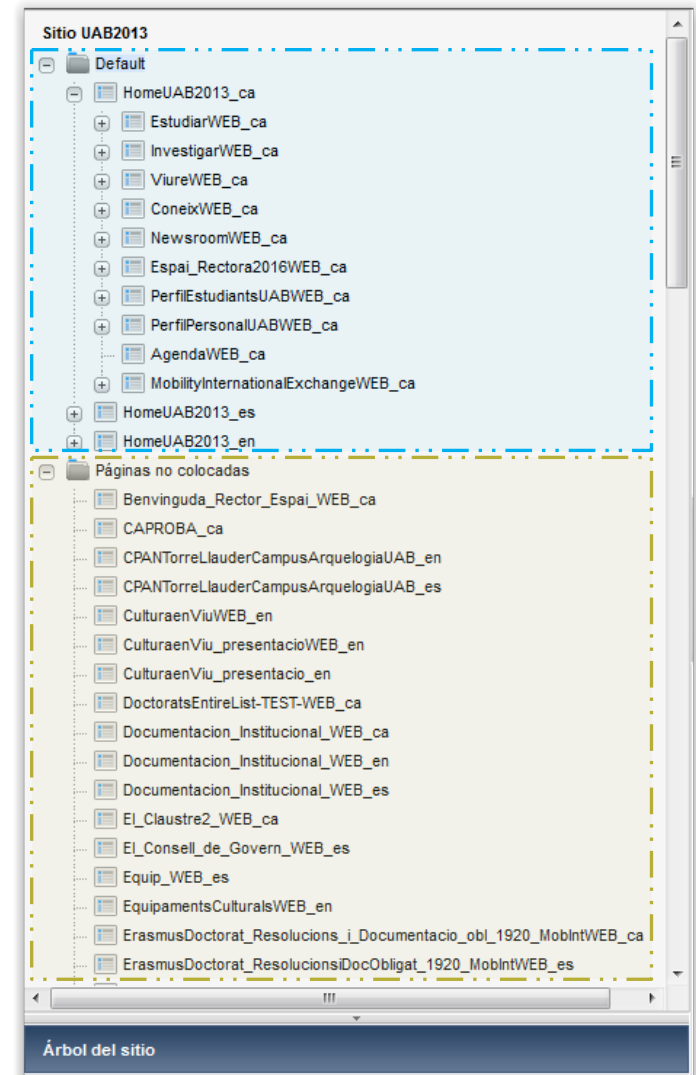 Sitio UAB2013
Default
HomeUAB2013_ca
EstudiarWEB_ca
InvestigarWEB_ca
ViureWEB_ca
ConeixWEB_ca
NewsroomWEB_ca
Espai_Rectora2016WEB_ca
PerfilEstudiantsUABWEB_ca
PerfilPersonalUABWEB_ca
AgendaWEB_ca
MobilityInternationalExchangeWEB_ca
HomeUAB2013_es
HomeUAB2013_en
Páginas no colocadas
Benvinguda_Rector_Espai_WEB_ca
CAPROBA_ca
CPANTorreLlauderCampusArquelogiaUAB_en
CPANTorreLlauderCampusArquelogiaUAB_es
CulturaenViuWEB_en
CulturaenViu_presentacioWEB_en
CulturaenViu_presentacio_en
DoctoratsEntireList-TEST-WEB_ca
Documentacion_Institucional_WEB_ca
Documentacion_Institucional_WEB_en
Documentacion_Institucional_WEB_es
El_Claustre2_WEB_ca
El_Consell_de_Govern_WEB_es
Equip_WEB_es
EquipamentsCulturalsWEB_en
ErasmusDoctorat_Resolucions_i_Documentacio_obl_1920_MobIntWEB_ca
ErasmusDoctorat_ResolucionsiDocObligat_1920_MobIntWEB_es
Árbol del sitio